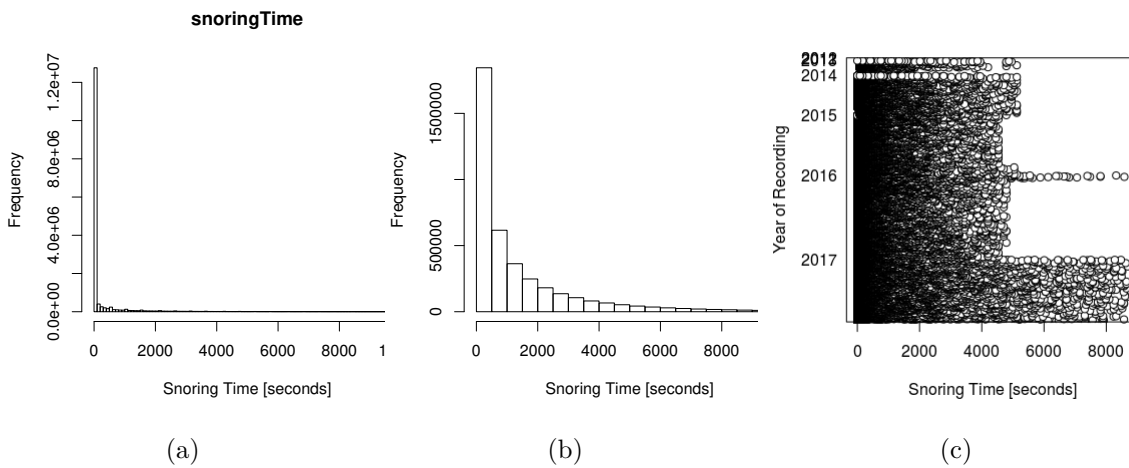 snoringTime
Frequency
0.0e+00 4.0e+06 8.0e+06 1.2e+07
0 2000 4000 6000 8000 1
Snoring Time [seconds]
(a)
Frequency
0 500000 1500000
0 2000 4000 6000 8000
Snoring Time [seconds]
(b)
Year of Recording
2013
2014
2015
2016
2017
0 2000 4000 6000 8000
Snoring Time [seconds]
(c)